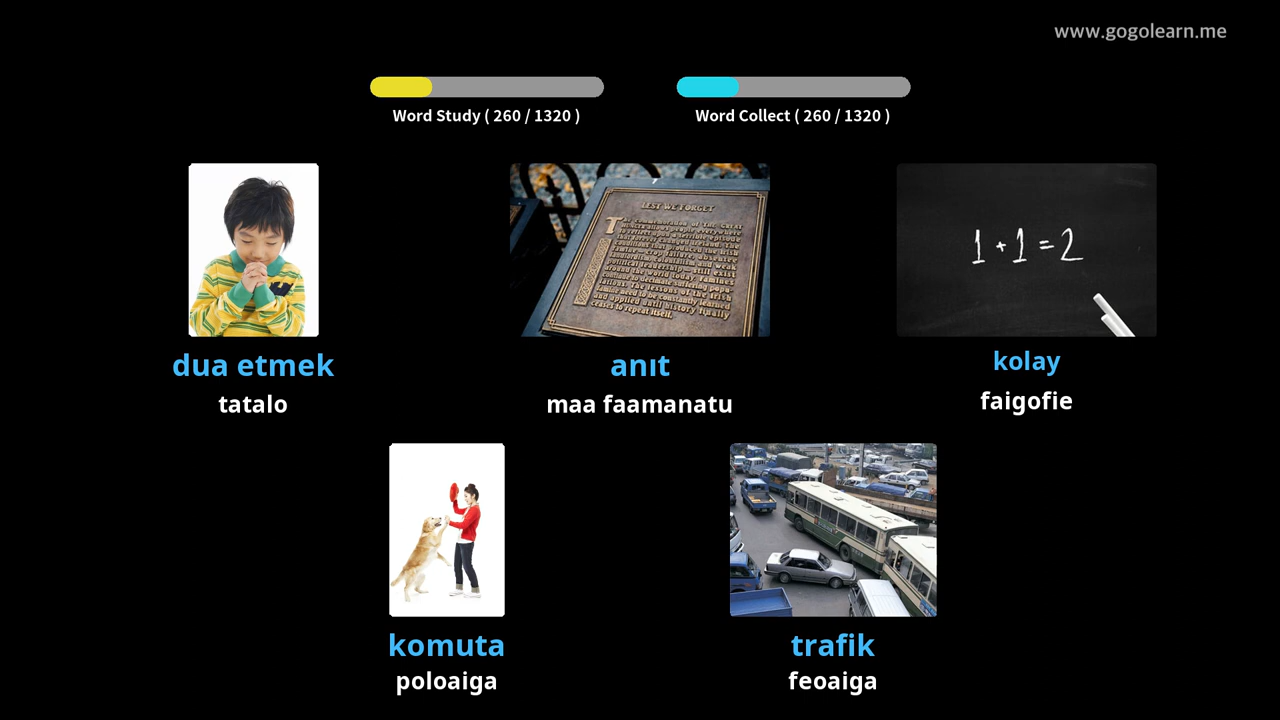 www.gogolearn.me
Word Study ( 260 / 1320 )
Word Collect ( 260 / 1320 )
LEST WE FORGET
dua etmek
tatalo
anıt
maa faamanatu
1 + 1 = 2
kolay
faigofie
komuta
poloaiga
trafik
feoaiga